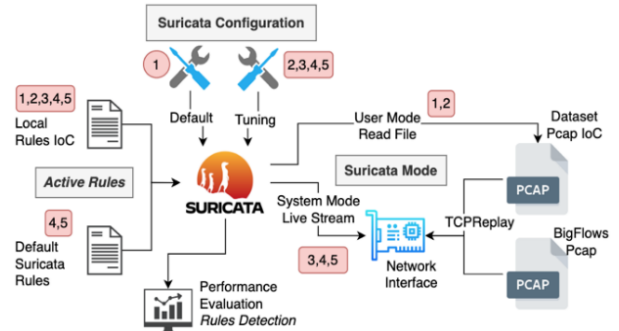 Suricata Configuration
1
2,3,4,5
1,2,3,4,5
Local
Rules IoC
Default
Tuning
1,2
User Mode
Read File
Dataset
Pcap IoC
Active Rules
Suricata Mode
PCAP
SURICATA
System Mode
Live Stream
TCPReplay
4,5
Default
Suricata
Rules
3,4,5
Network
Interface
BigFlows
Pcap
PCAP
Performance
Evaluation
Rules Detection